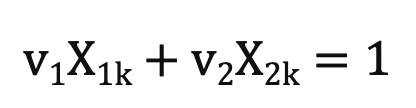 v₁X₁ₖ + v₂X₂ₖ = 1